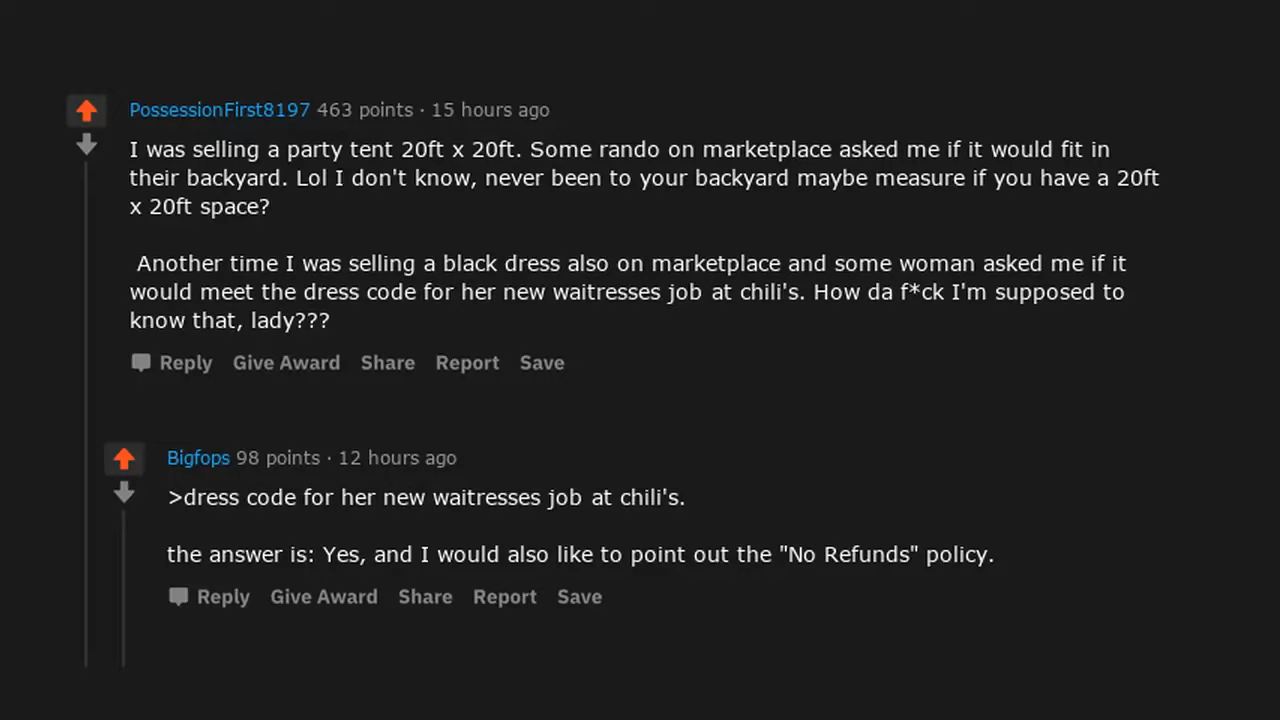 PossessionFirst8197 463 points · 15 hours ago
I was selling a party tent 20ft x 20ft. Some rando on marketplace asked me if it would fit in
their backyard. Lol I don't know, never been to your backyard maybe measure if you have a 20ft
x 20ft space?
Another time I was selling a black dress also on marketplace and some woman asked me if it
would meet the dress code for her new waitresses job at chili's. How da f*ck I'm supposed to
know that, lady???
Reply Give Award Share Report Save
Bigfops 98 points · 12 hours ago
>dress code for her new waitresses job at chili's.
the answer is: Yes, and I would also like to point out the "No Refunds" policy.
Reply Give Award Share Report Save